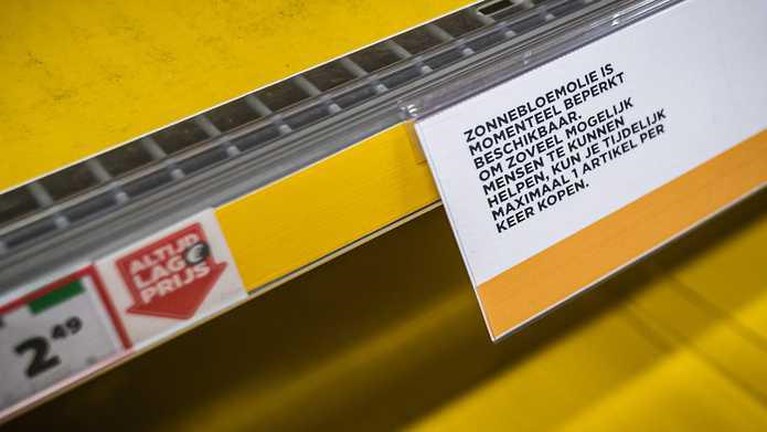 ZONNEBLOEMOLIE IS
MOMENTEEL BEPERKT
BESCHIKBAAR.
OM ZOVEEL MOGELIJK
MENSEN TE KUNNEN
HELPEN, KUN JE TIJDELIJK
MAXIMAAL 1 ARTIKEL PER
KEER KOPEN.
ALTIJD
LAGE
PRIJS
2 49